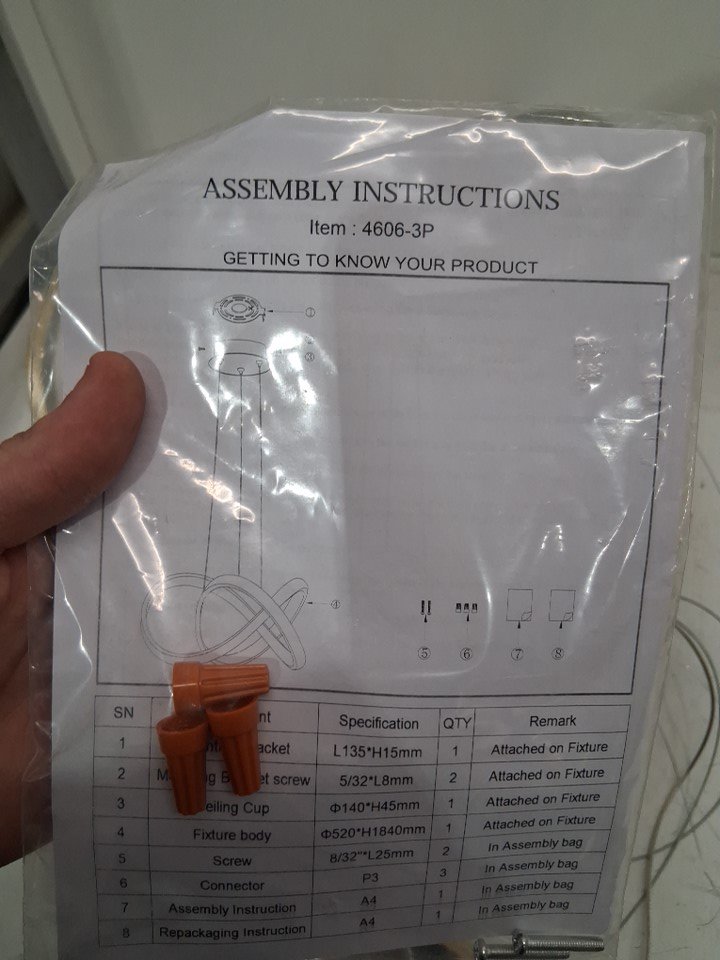 ASSEMBLY INSTRUCTIONS
Item : 4606-3P
GETTING TO KNOW YOUR PRODUCT
①
③
④
⑤ ⑥ ⑦ ⑧
SN Specification QTY Remark
1 L135*H15mm 1 Attached on Fixture
2 screw 5/32*L8mm 2 Attached on Fixture
3 Cup Φ140*H45mm 1 Attached on Fixture
4 Fixture body Φ520*H1840mm 1 Attached on Fixture
5 Screw 8/32"*L25mm 2 In Assembly bag
6 Connector P3 3 In Assembly bag
7 Assembly Instruction A4 1 In Assembly bag
8 Repackaging Instruction A4 1 In Assembly bag